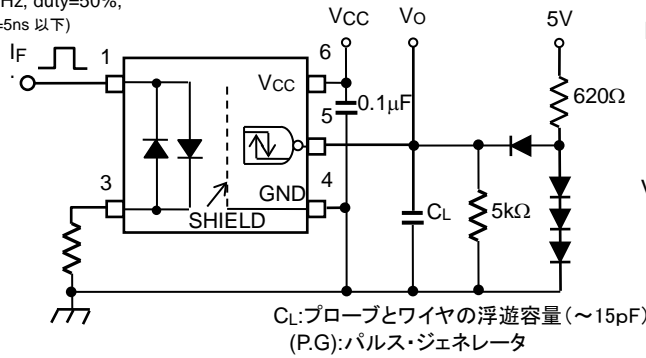 Hz, duty=50%,
=5ns 以下)
IF
1
3
VCC
GND
SHIELD
6
5
4
VCC
0.1μF
VO
CL
5kΩ
5V
620Ω
CL:プローブとワイヤの浮遊容量(~15pF)
(P.G):パルス・ジェネレータ